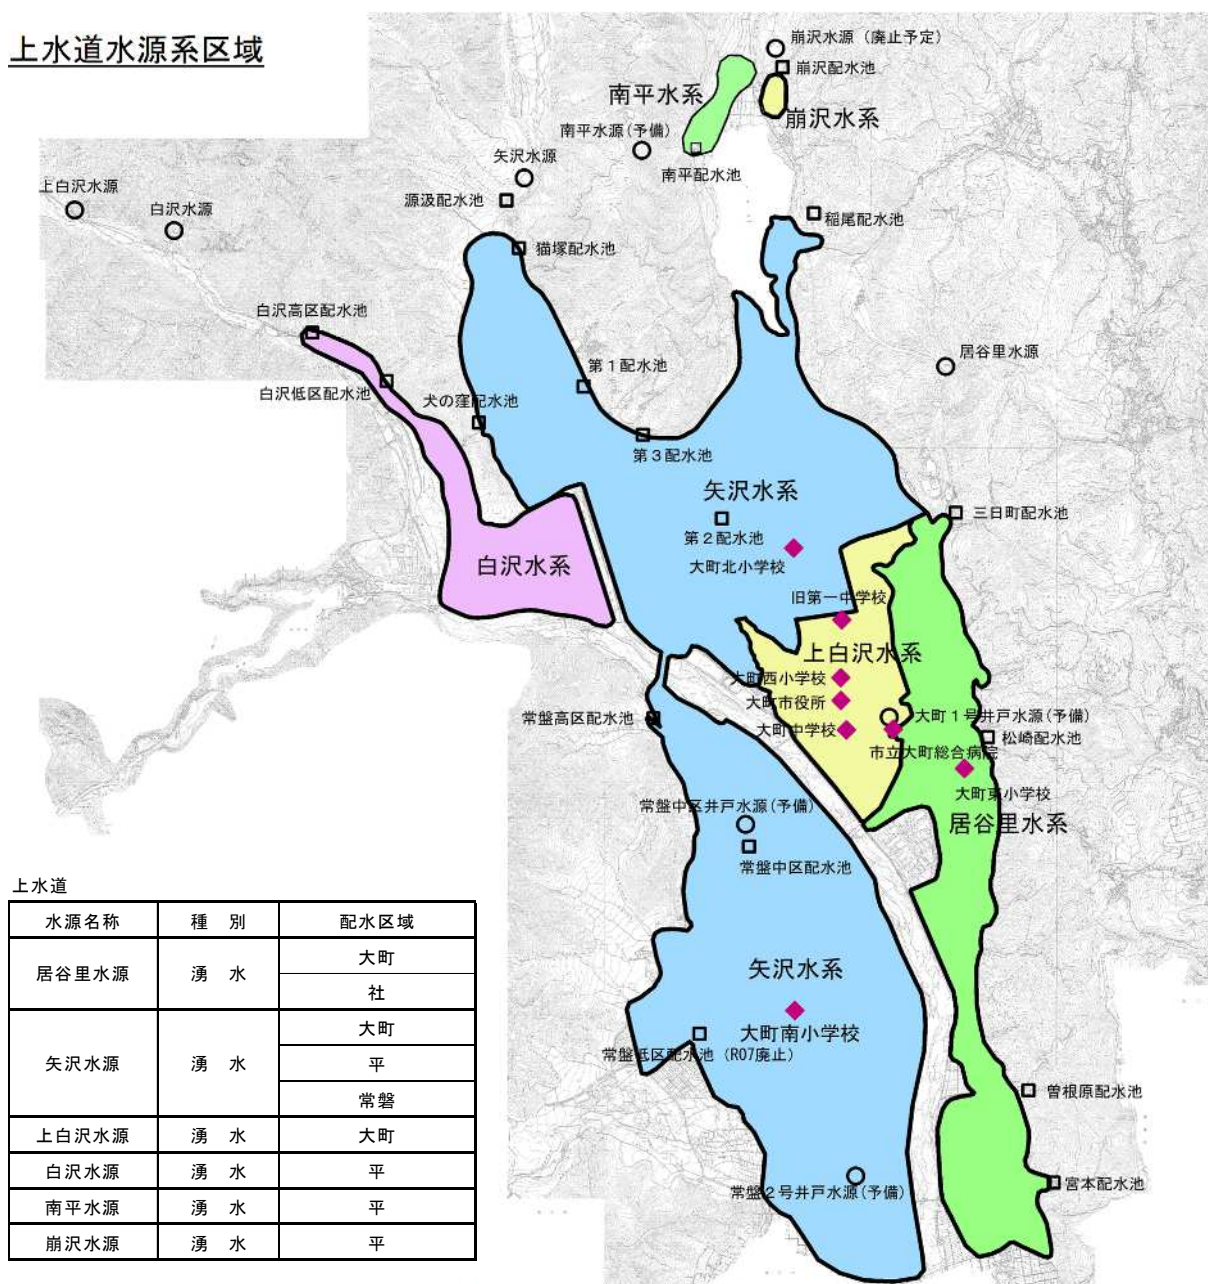 上水道水源系区域
崩沢水源（廃止予定）
崩沢配水池
南平水系
崩沢水系
南平水源(予備)
矢沢水源
南平配水池
上白沢水源
源汲配水池
白沢水源
稲尾配水池
猫塚配水池
白沢高区配水池
居谷里水源
第１配水池
白沢低区配水池
犬の窪配水池
第３配水池
矢沢水系
三日町配水池
第２配水池
白沢水系
大町北小学校
旧第一中学校
上白沢水系
大町西小学校
大町市役所
常盤高区配水池
大町１号井戸水源(予備)
大町中学校
松崎配水池
市立大町総合病院
大町東小学校
常盤中区井戸水源(予備)
居谷里水系
常盤中区配水池
矢沢水系
大町南小学校
常盤低区配水池（R07廃止）
曽根原配水池
宮本配水池
常盤２号井戸水源(予備)
上水道
水源名称 種　別 配水区域
居谷里水源 湧　水 大町
社
矢沢水源 湧　水 大町
平
常磐
上白沢水源 湧　水 大町
白沢水源 湧　水 平
南平水源 湧　水 平
崩沢水源 湧　水 平